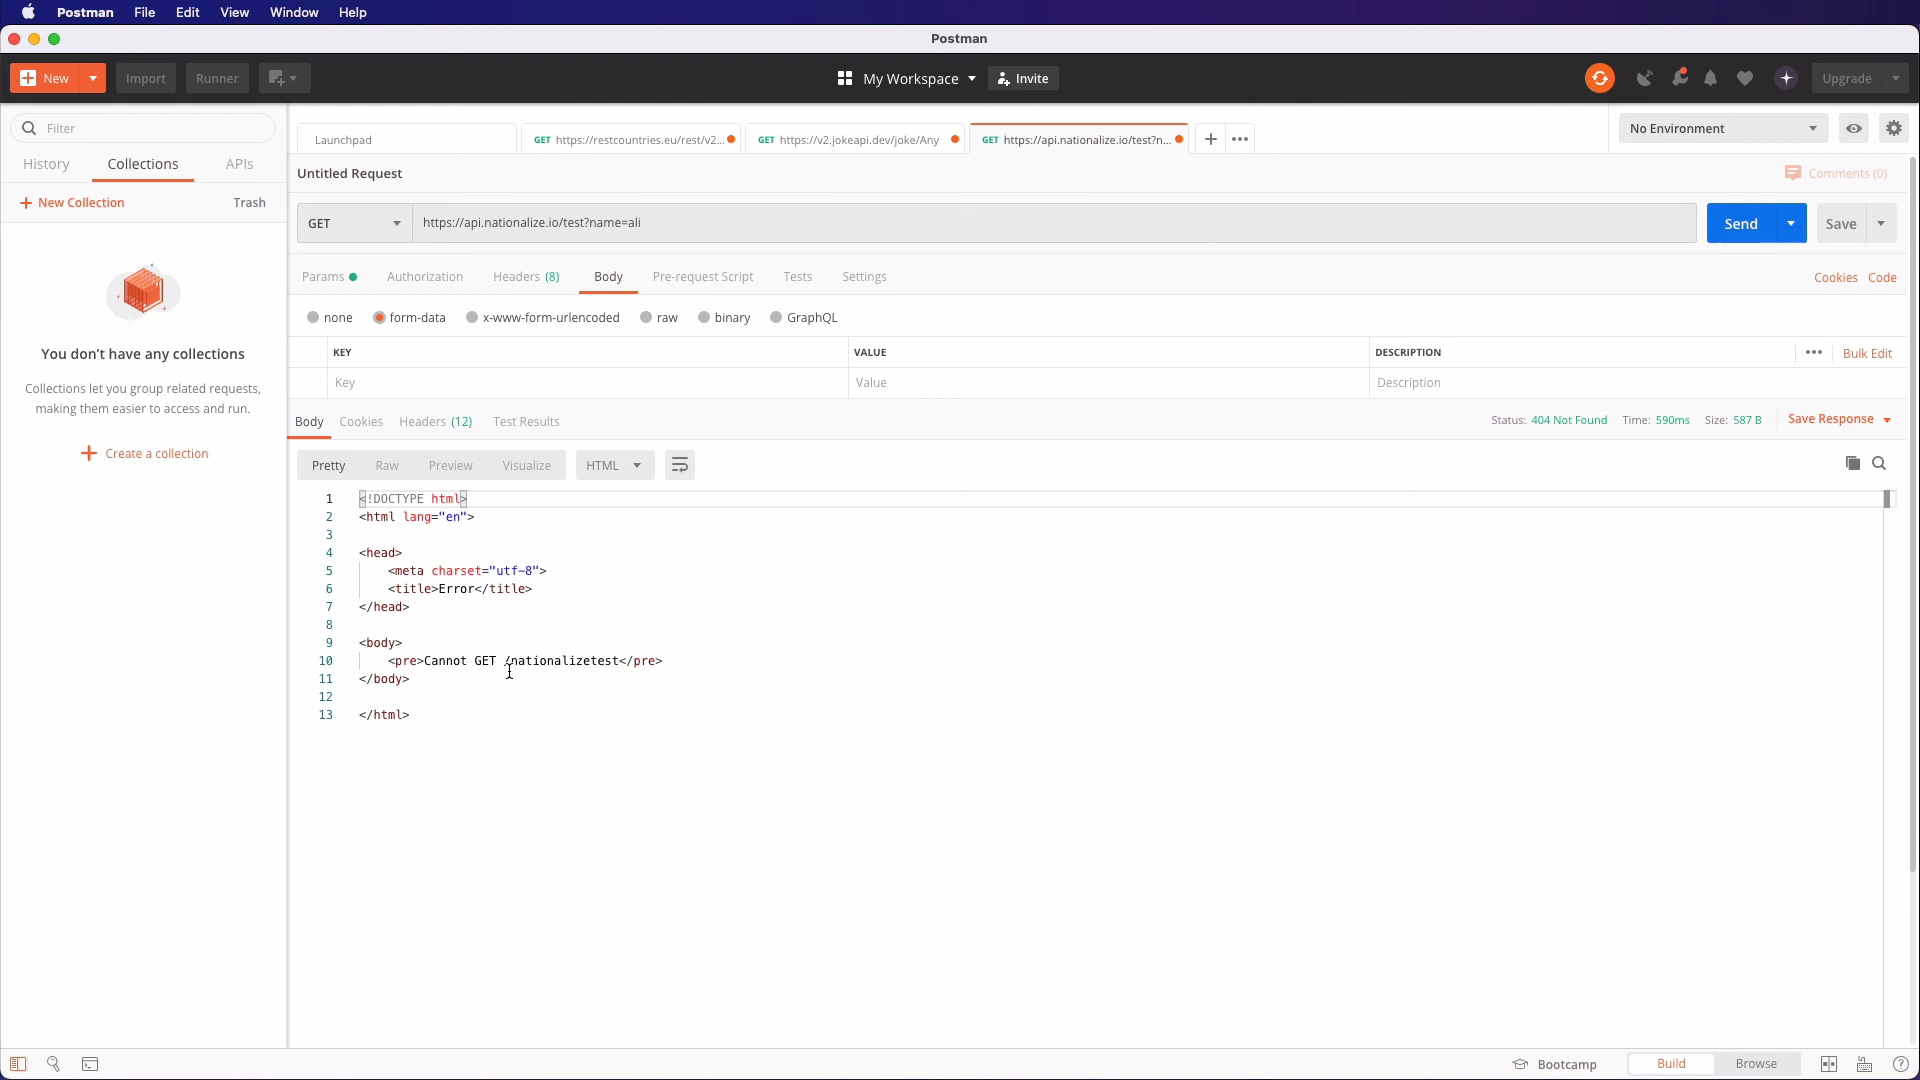 Postman File Edit View Window Help
Postman
New Import Runner My Workspace Invite Upgrade
Filter
History Collections APIs
New Collection Trash
You don't have any collections
Collections let you group related requests,
making them easier to access and run.
Create a collection
Launchpad GET https://restcountries.eu/rest/v2... GET https://v2.jokeapi.dev/joke/Any GET https://api.nationalize.io/test?n... No Environment
Untitled Request Comments (0)
GET https://api.nationalize.io/test?name=ali Send Save
Params Authorization Headers (8) Body Pre-request Script Tests Settings Cookies Code
none form-data x-www-form-urlencoded raw binary GraphQL
KEY VALUE DESCRIPTION Bulk Edit
Key Value Description
Body Cookies Headers (12) Test Results Status: 404 Not Found Time: 590ms Size: 587 B Save Response
Pretty Raw Preview Visualize HTML
1 <!DOCTYPE html>
2 <html lang="en">
3
4 <head>
5 <meta charset="utf-8">
6 <title>Error</title>
7 </head>
8
9 <body>
10 <pre>Cannot GET /nationalizetest</pre>
11 </body>
12
13 </html>
Bootcamp Build Browse